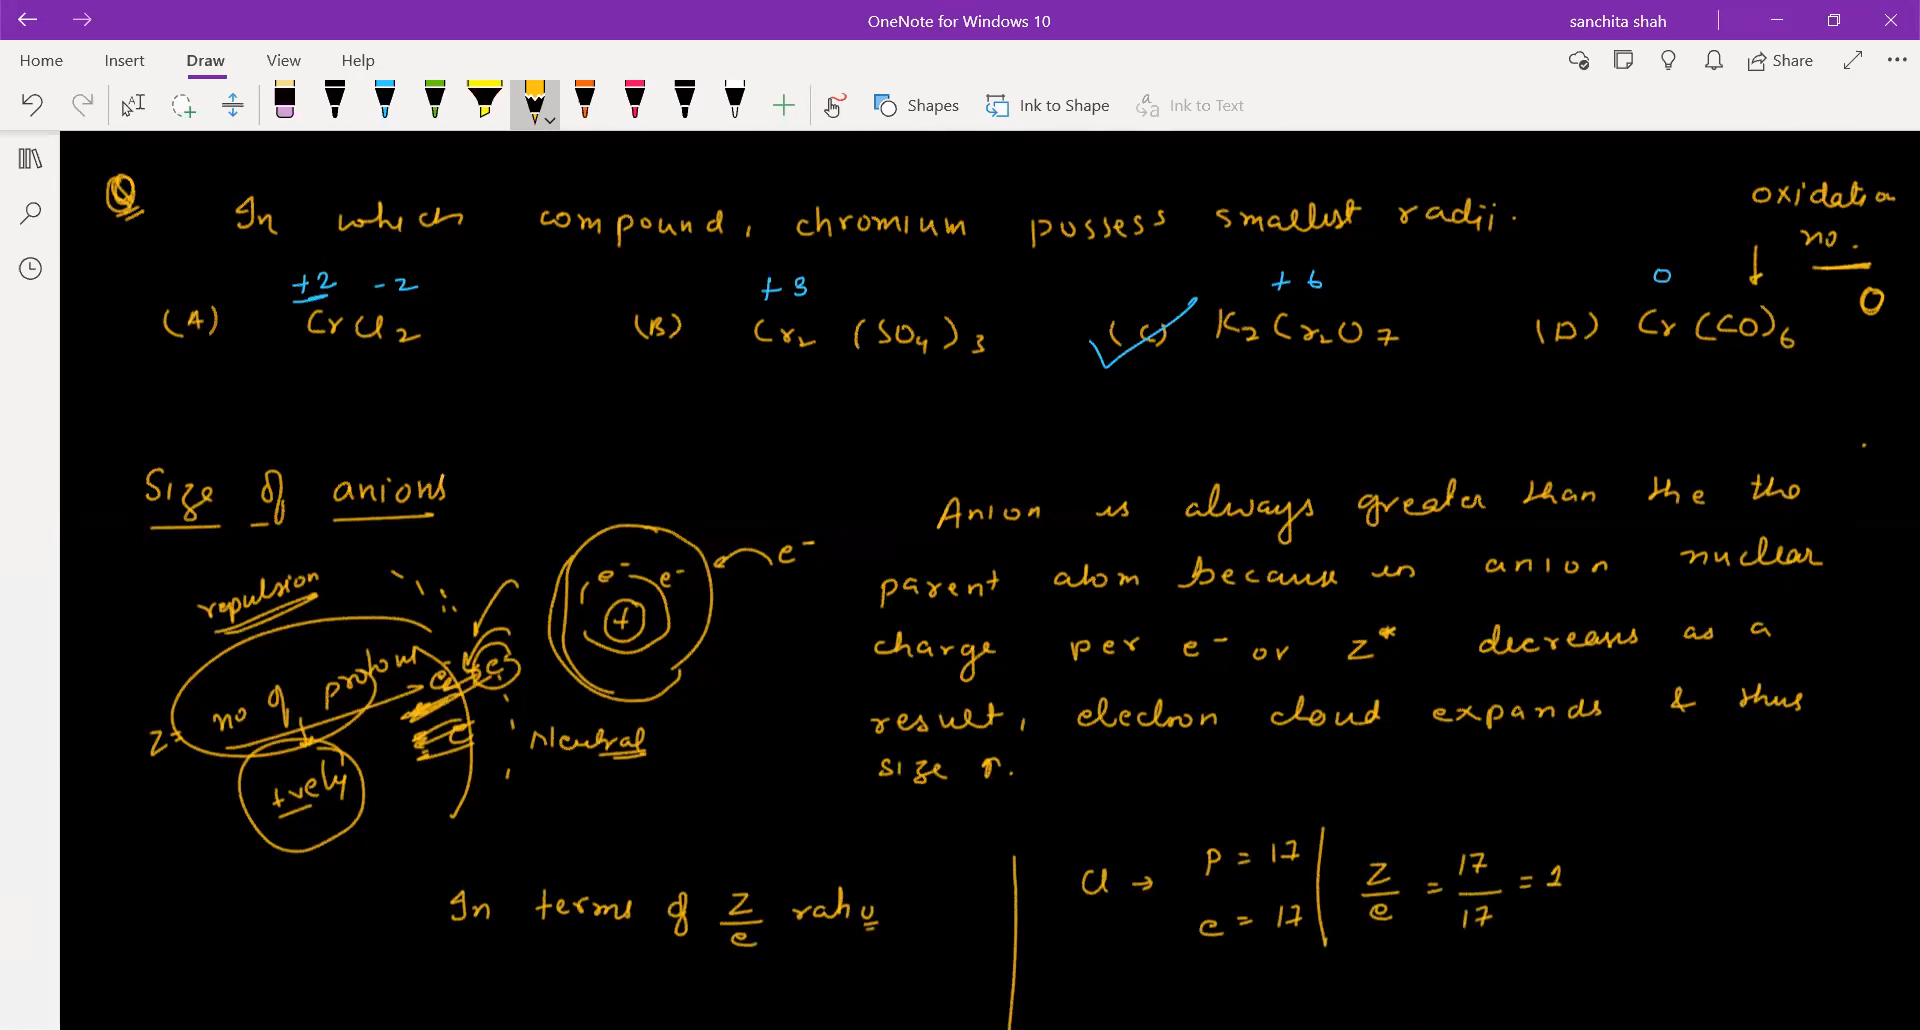 OneNote for Windows 10
sanchita shah
Home Insert Draw View Help
Share
Shapes Ink to Shape Ink to Text
Q In which compound, chromium possess smallest radii.
oxidation
no.
+2 -2 +3 +6 0
(A) CrCl2 (B) Cr2(SO4)3 (C) K2Cr2O7 (D) Cr(CO)6
0
Size of anions
Anion is always greater than the the
parent atom because in anion nuclear
charge per e- or z* decreases as a
result, electron cloud expands & thus
size ↑.
e-
e- e-
+
repulsion
z= no of protons
e e
e
+vely
Neutral
In terms of z/e ratio
Cl → p = 17
e = 17
z/e = 17/17 = 1